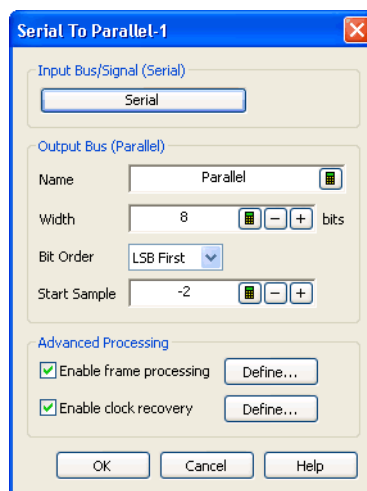 Serial To Parallel-1
Input Bus/Signal (Serial)
Serial
Output Bus (Parallel)
Name Parallel
Width 8 bits
Bit Order LSB First
Start Sample -2
Advanced Processing
Enable frame processing Define...
Enable clock recovery Define...
OK Cancel Help